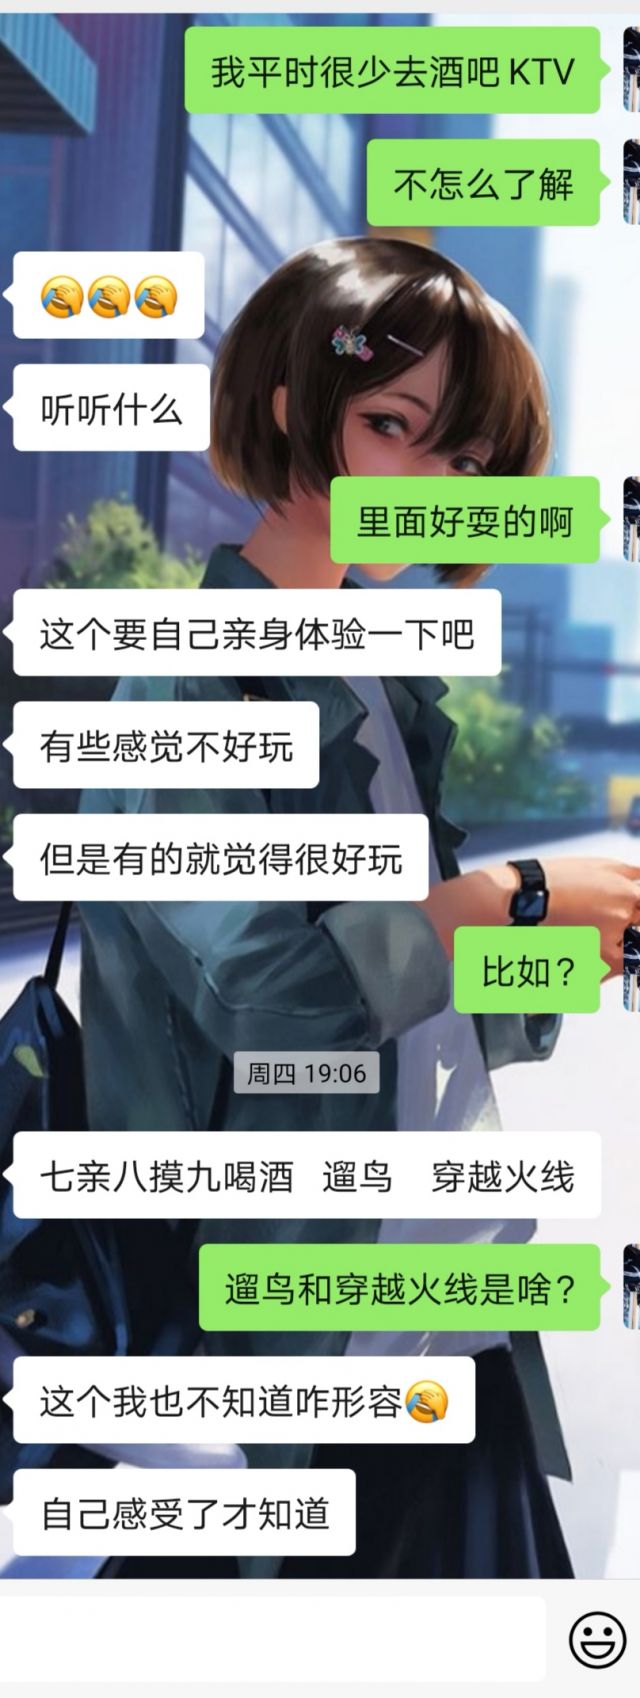 我平时很少去酒吧KTV
不怎么了解
🤦🤦🤦
听听什么
里面好耍的啊
这个要自己亲身体验一下吧
有些感觉不好玩
但是有的就觉得很好玩
比如？
周四 19:06
七亲八摸九喝酒 遛鸟 穿越火线
遛鸟和穿越火线是啥？
这个我也不知道咋形容🤦
自己感受了才知道